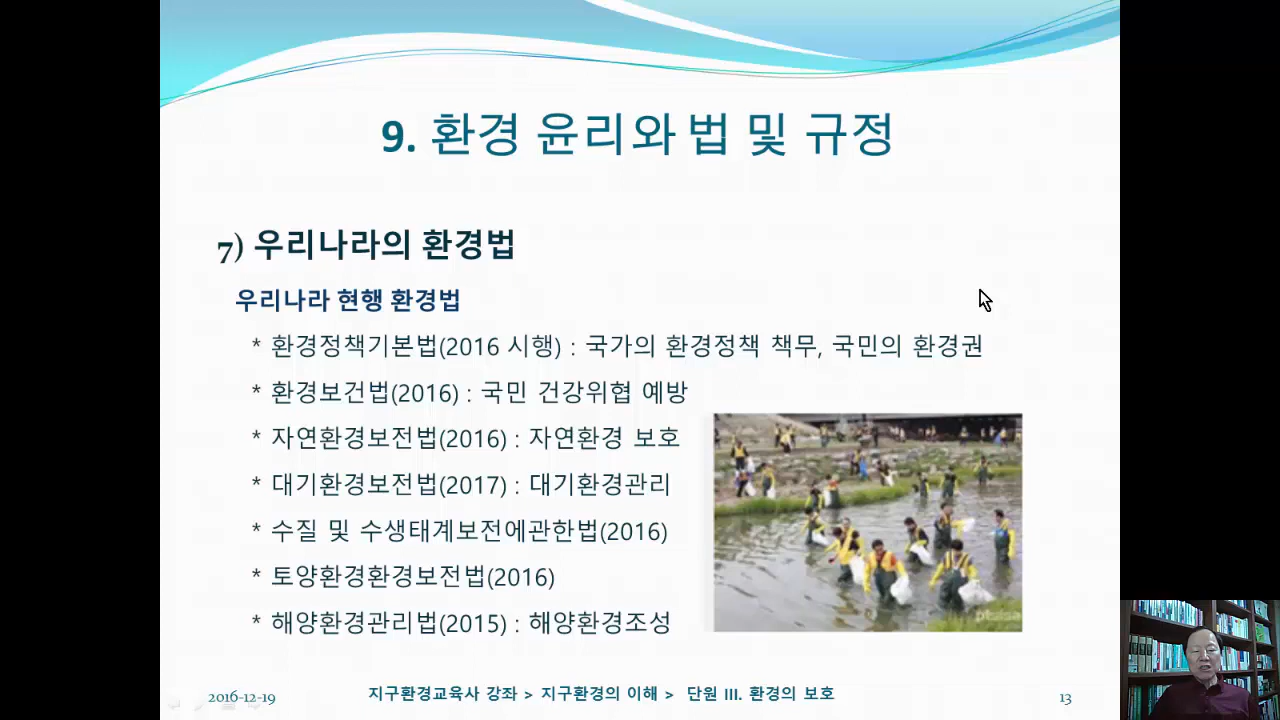 9. 환경 윤리와 법 및 규정
7) 우리나라의 환경법
우리나라 현행 환경법
* 환경정책기본법(2016 시행) : 국가의 환경정책 책무, 국민의 환경권
* 환경보건법(2016) : 국민 건강위협 예방
* 자연환경보전법(2016) : 자연환경 보호
* 대기환경보전법(2017) : 대기환경관리
* 수질 및 수생태계보전에관한법(2016)
* 토양환경환경보전법(2016)
* 해양환경관리법(2015) : 해양환경조성
2016-12-19
지구환경교육사 강좌 > 지구환경의 이해 > 단원 III. 환경의 보호
13